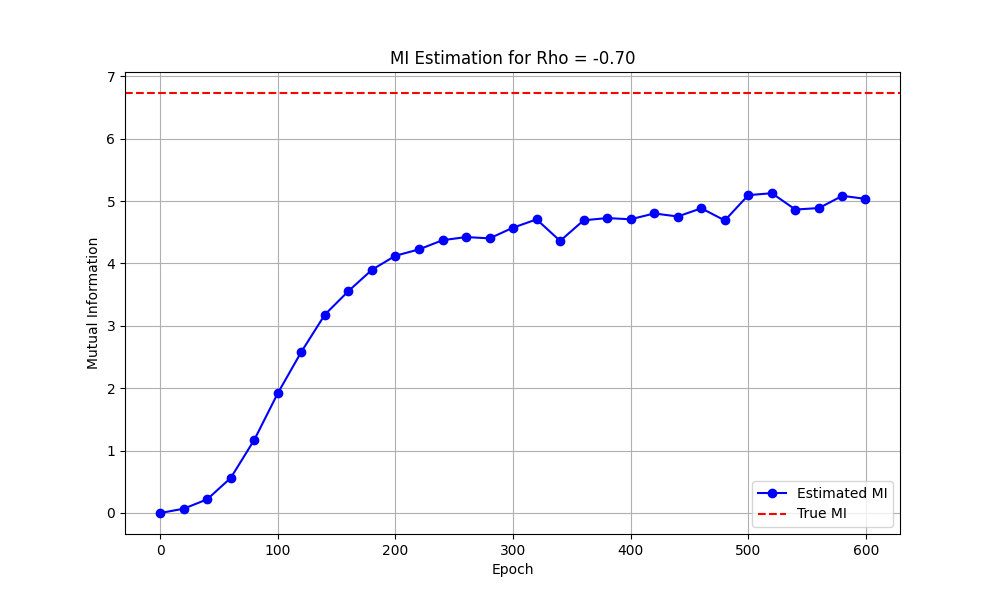 MI Estimation for Rho = -0.70
Mutual Information
7
6
5
4
3
2
1
0
0 100 200 300 400 500 600
Epoch
Estimated MI
True MI